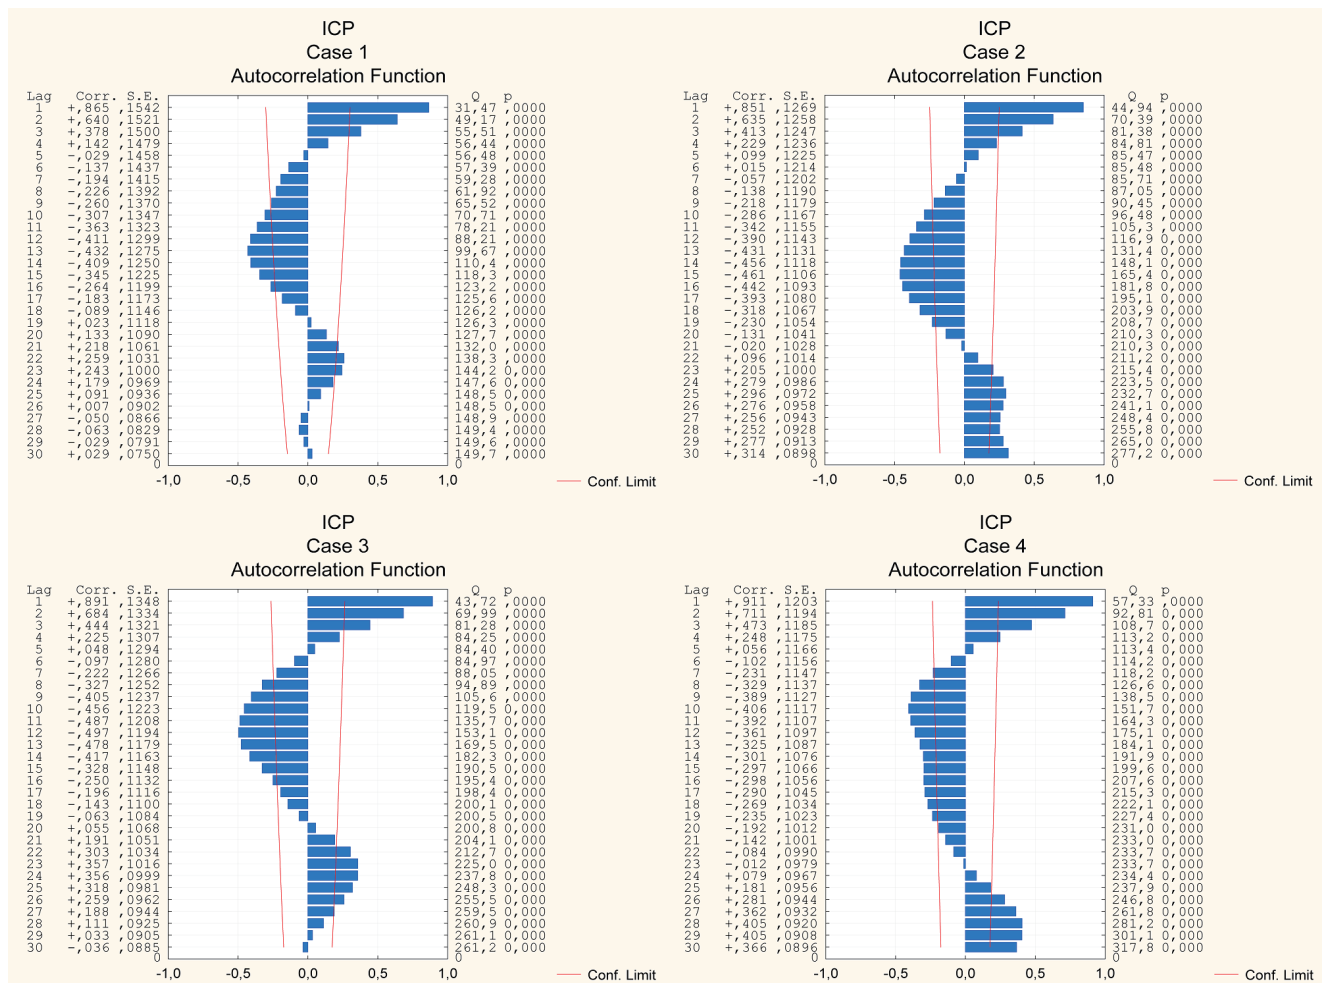 ICP
Case 1
Autocorrelation Function
Lag Corr. S.E. Q p
1 +,865 ,1542 31,47 ,0000
2 +,640 ,1521 49,17 ,0000
3 +,378 ,1500 55,51 ,0000
4 +,142 ,1479 56,44 ,0000
5 -,029 ,1458 56,48 ,0000
6 -,137 ,1437 57,39 ,0000
7 -,194 ,1415 59,28 ,0000
8 -,226 ,1392 61,92 ,0000
9 -,260 ,1370 65,52 ,0000
10 -,307 ,1347 70,71 ,0000
11 -,363 ,1323 78,21 ,0000
12 -,411 ,1299 88,21 ,0000
13 -,432 ,1275 99,67 ,0000
14 -,409 ,1250 110,4 ,0000
15 -,345 ,1225 118,3 ,0000
16 -,264 ,1199 123,2 ,0000
17 -,183 ,1173 125,6 ,0000
18 -,089 ,1146 126,2 ,0000
19 +,023 ,1118 126,3 ,0000
20 +,133 ,1090 127,7 ,0000
21 +,218 ,1061 132,0 ,0000
22 +,259 ,1031 138,3 ,0000
23 +,243 ,1000 144,2 0,000
24 +,179 ,0969 147,6 0,000
25 +,091 ,0936 148,5 0,000
26 +,007 ,0902 148,5 0,000
27 -,050 ,0866 148,9 ,0000
28 -,063 ,0829 149,4 ,0000
29 -,029 ,0791 149,6 ,0000
30 +,029 ,0750 149,7 ,0000
0 0
-1,0 -0,5 0,0 0,5 1,0
Conf. Limit
ICP
Case 2
Autocorrelation Function
Lag Corr. S.E. Q p
1 +,851 ,1269 44,94 ,0000
2 +,635 ,1258 70,39 ,0000
3 +,413 ,1247 81,38 ,0000
4 +,229 ,1236 84,81 ,0000
5 +,099 ,1225 85,47 ,0000
6 +,015 ,1214 85,48 ,0000
7 -,057 ,1202 85,71 ,0000
8 -,138 ,1190 87,05 ,0000
9 -,218 ,1179 90,45 ,0000
10 -,286 ,1167 96,48 ,0000
11 -,342 ,1155 105,3 ,0000
12 -,390 ,1143 116,9 0,000
13 -,431 ,1131 131,4 0,000
14 -,456 ,1118 148,1 0,000
15 -,461 ,1106 165,4 0,000
16 -,442 ,1093 181,8 0,000
17 -,393 ,1080 195,1 0,000
18 -,318 ,1067 203,9 0,000
19 -,230 ,1054 208,7 0,000
20 -,131 ,1041 210,3 0,000
21 -,020 ,1028 210,3 0,000
22 +,096 ,1014 211,2 0,000
23 +,205 ,1000 215,4 0,000
24 +,279 ,0986 223,5 0,000
25 +,296 ,0972 232,7 0,000
26 +,276 ,0958 241,1 0,000
27 +,256 ,0943 248,4 0,000
28 +,252 ,0928 255,8 0,000
29 +,277 ,0913 265,0 0,000
30 +,314 ,0898 277,2 0,000
0 0
-1,0 -0,5 0,0 0,5 1,0
Conf. Limit
ICP
Case 3
Autocorrelation Function
Lag Corr. S.E. Q p
1 +,891 ,1348 43,72 ,0000
2 +,684 ,1334 69,99 ,0000
3 +,444 ,1321 81,28 ,0000
4 +,225 ,1307 84,25 ,0000
5 +,048 ,1294 84,40 ,0000
6 -,097 ,1280 84,97 ,0000
7 -,222 ,1266 88,05 ,0000
8 -,327 ,1252 94,89 ,0000
9 -,405 ,1237 105,6 ,0000
10 -,456 ,1223 119,5 0,000
11 -,487 ,1208 135,7 0,000
12 -,497 ,1194 153,1 0,000
13 -,478 ,1179 169,5 0,000
14 -,417 ,1163 182,3 0,000
15 -,328 ,1148 190,5 0,000
16 -,250 ,1132 195,4 0,000
17 -,196 ,1116 198,4 0,000
18 -,143 ,1100 200,1 0,000
19 -,063 ,1084 200,5 0,000
20 +,055 ,1068 200,8 0,000
21 +,191 ,1051 204,1 0,000
22 +,303 ,1034 212,7 0,000
23 +,357 ,1016 225,0 0,000
24 +,356 ,0999 237,8 0,000
25 +,318 ,0981 248,3 0,000
26 +,259 ,0962 255,5 0,000
27 +,188 ,0944 259,5 0,000
28 +,111 ,0925 260,9 0,000
29 +,033 ,0905 261,1 0,000
30 -,036 ,0885 261,2 0,000
0 0
-1,0 -0,5 0,0 0,5 1,0
Conf. Limit
ICP
Case 4
Autocorrelation Function
Lag Corr. S.E. Q p
1 +,911 ,1203 57,33 ,0000
2 +,711 ,1194 92,81 0,000
3 +,473 ,1185 108,7 0,000
4 +,248 ,1175 113,2 0,000
5 +,056 ,1166 113,4 0,000
6 -,102 ,1156 114,2 0,000
7 -,231 ,1147 118,2 0,000
8 -,329 ,1137 126,6 0,000
9 -,389 ,1127 138,5 0,000
10 -,406 ,1117 151,7 0,000
11 -,392 ,1107 164,3 0,000
12 -,361 ,1097 175,1 0,000
13 -,325 ,1087 184,1 0,000
14 -,301 ,1076 191,9 0,000
15 -,297 ,1066 199,6 0,000
16 -,298 ,1056 207,6 0,000
17 -,290 ,1045 215,3 0,000
18 -,269 ,1034 222,1 0,000
19 -,235 ,1023 227,4 0,000
20 -,192 ,1012 231,0 0,000
21 -,142 ,1001 233,0 0,000
22 -,084 ,0990 233,7 0,000
23 -,012 ,0979 233,7 0,000
24 +,079 ,0967 234,4 0,000
25 +,181 ,0956 237,9 0,000
26 +,281 ,0944 246,8 0,000
27 +,362 ,0932 261,8 0,000
28 +,405 ,0920 281,2 0,000
29 +,405 ,0908 301,1 0,000
30 +,366 ,0896 317,8 0,000
0 0
-1,0 -0,5 0,0 0,5 1,0
Conf. Limit